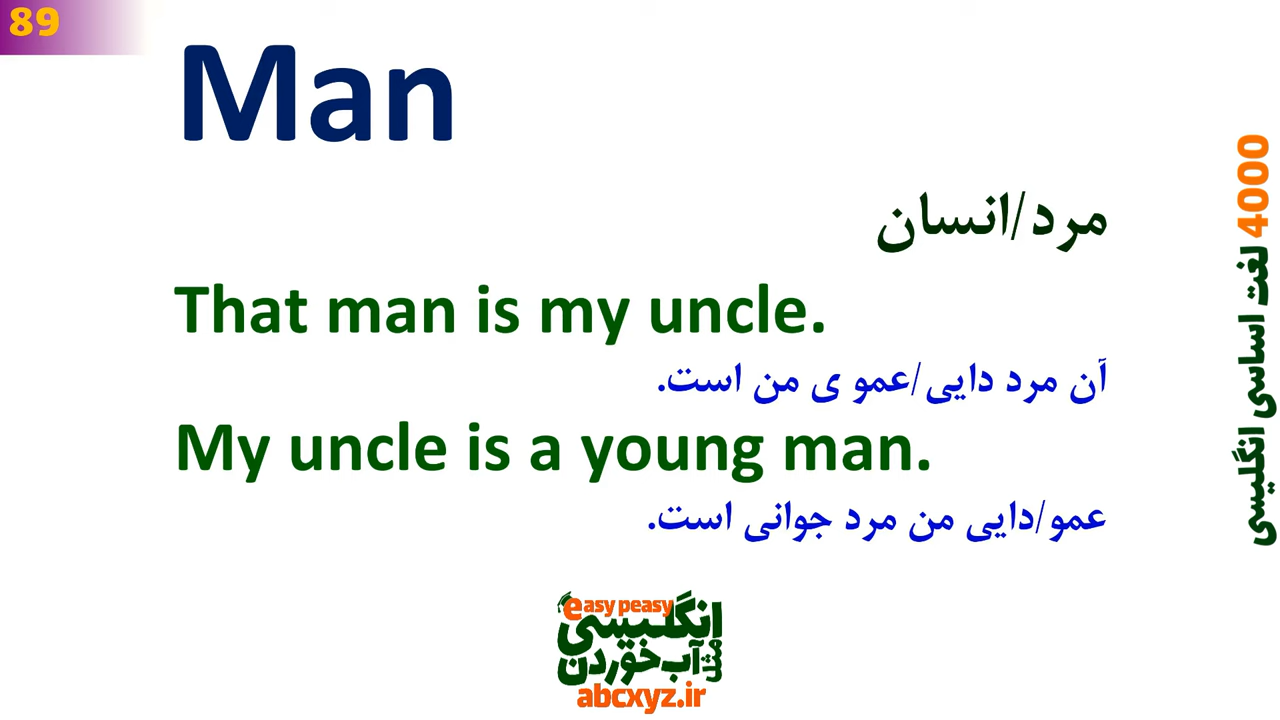 89
Man
مرد/انسان
That man is my uncle.
آن مرد دایی/عمو ی من است.
My uncle is a young man.
عمو/دایی من مرد جوانی است.
4000 لغت اساسی انگلیسی
easy peasy
انگلیسی
مثل آب خوردن
abcxyz.ir